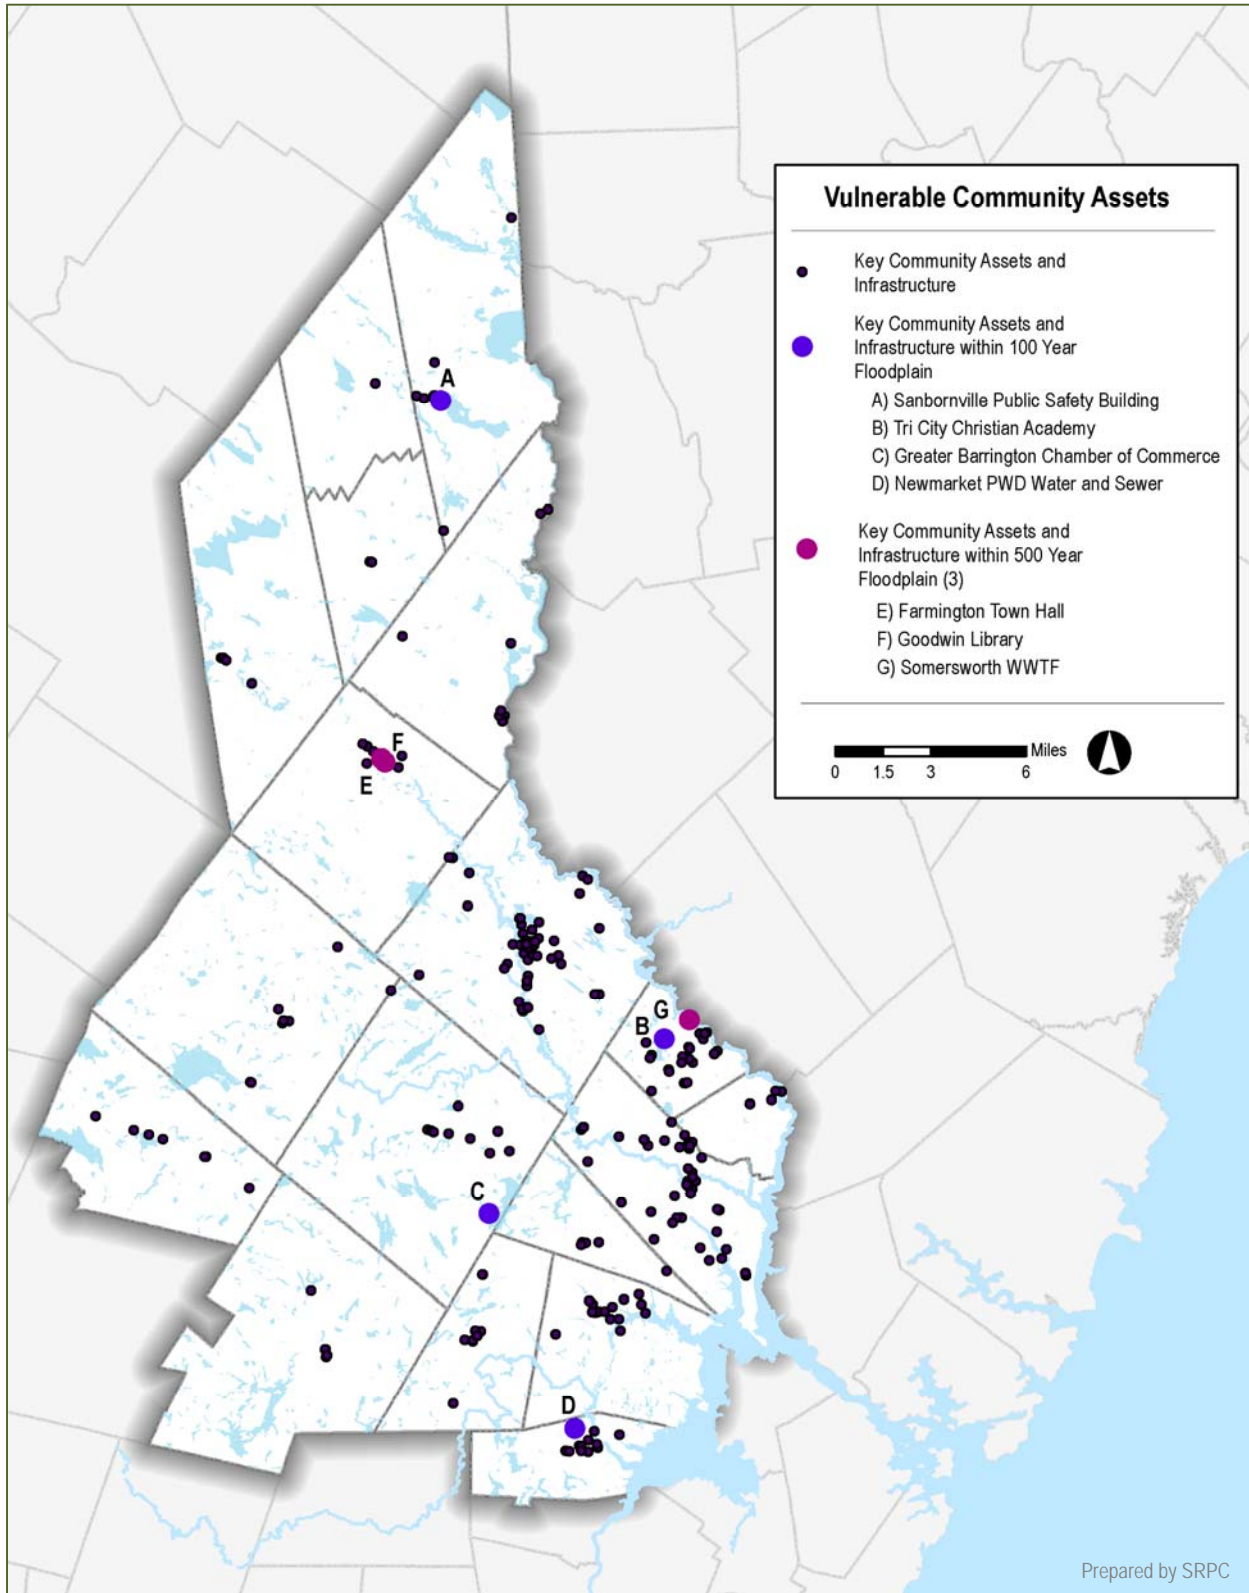 Vulnerable Community Assets
Key Community Assets and
Infrastructure
Key Community Assets and
Infrastructure within 100 Year
Floodplain
A) Sanbornville Public Safety Building
B) Tri City Christian Academy
C) Greater Barrington Chamber of Commerce
D) Newmarket PWD Water and Sewer
Key Community Assets and
Infrastructure within 500 Year
Floodplain (3)
E) Farmington Town Hall
F) Goodwin Library
G) Somersworth WWTF
Miles
0 1.5 3 6
A
F
E
G
B
C
D
Prepared by SRPC